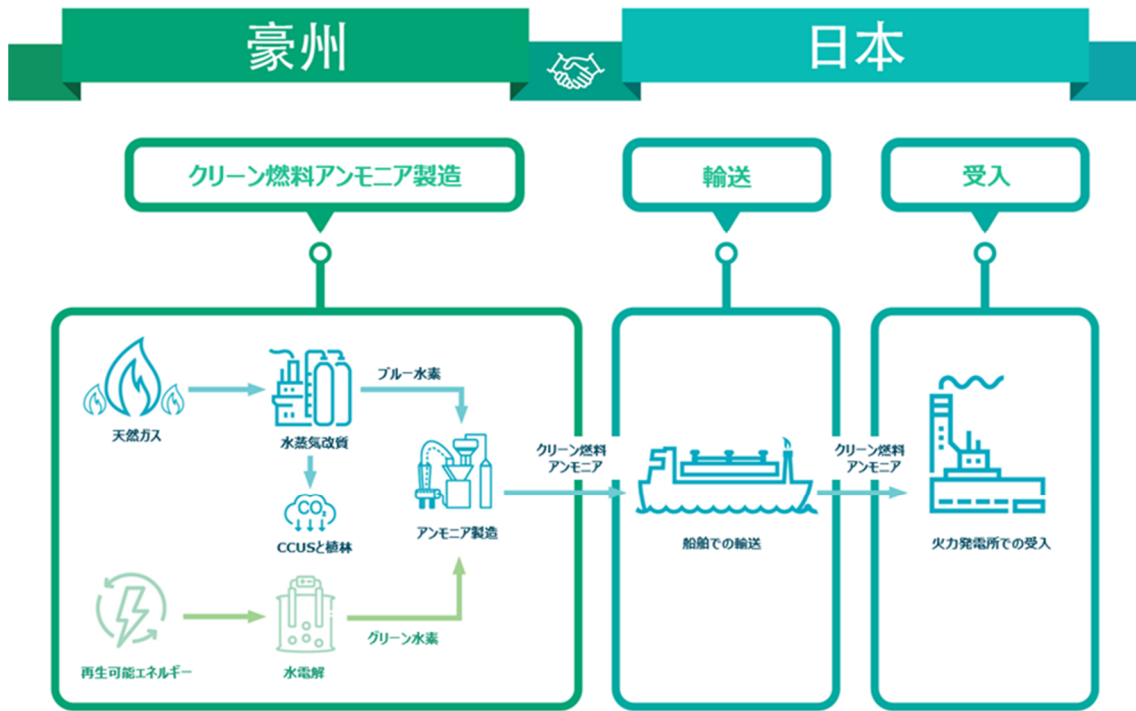 豪州
日本
クリーン燃料アンモニア製造
輸送
受入
天然ガス
水蒸気改質
ブルー水素
CO₂
CCUSと植林
アンモニア製造
再生可能エネルギー
水電解
グリーン水素
クリーン燃料
アンモニア
船舶での輸送
クリーン燃料
アンモニア
火力発電所での受入